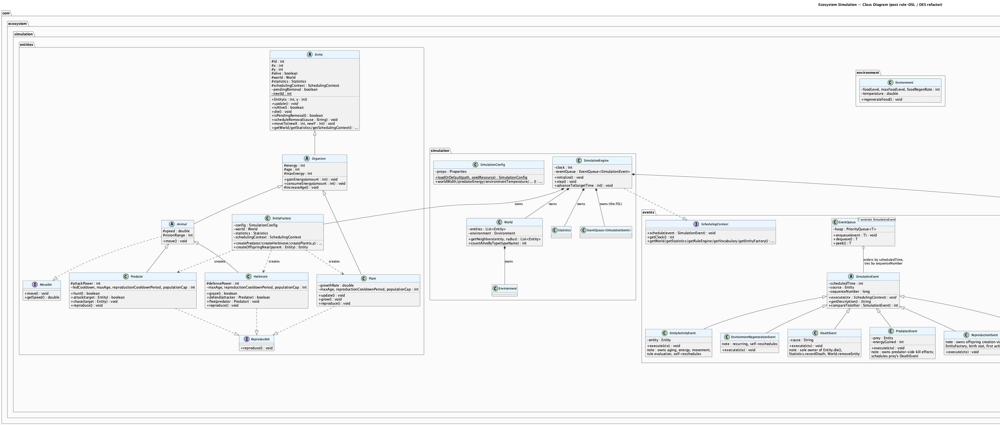 Ecosystem Simulation — Class Diagram (post rule-DSL / DES refactor)
com
ecosystem
simulation
entities
A Entity
#id : int
#x : int
#y : int
#alive : boolean
#world : World
#statistics : Statistics
#schedulingContext : SchedulingContext
-pendingRemoval : boolean
-nextId : int
+Entity(x : int, y : int)
+update() : void
+isAlive() : boolean
+die() : void
+isPendingRemoval() : boolean
+scheduleRemoval(cause : String) : void
+moveTo(newX : int, newY : int) : void
+getWorld/getStatistics/getSchedulingContext() : ...
A Organism
#energy : int
#age : int
#maxEnergy : int
+gainEnergy(amount : int) : void
+consumeEnergy(amount : int) : void
#increaseAge() : void
A Animal
#speed : double
#visionRange : int
+move() : void
C EntityFactory
-config : SimulationConfig
-world : World
-statistics : Statistics
-schedulingContext : SchedulingContext
+createPredator/createHerbivore/createPlant(x,y) : ...
+createOffspringNear(parent : Entity) : Entity
creates
creates
creates
I Movable
+move() : void
+getSpeed() : double
C Predator
#attackPower : int
-fedCooldown, maxAge, reproductionCooldownPeriod, populationCap : int
+hunt() : boolean
+attack(target : Entity) : boolean
+chase(target : Entity) : void
+reproduce() : void
C Herbivore
#defensePower : int
-maxAge, reproductionCooldownPeriod, populationCap : int
+graze() : boolean
+defend(attacker : Predator) : boolean
+flee(predator : Predator) : void
+reproduce() : void
C Plant
-growthRate : double
-maxAge, reproductionCooldownPeriod, populationCap : int
+update() : void
+grow() : void
+reproduce() : void
I Reproducible
+reproduce() : void
simulation
C SimulationConfig
-props : Properties
+loadOrDefault(path, seedResource) : SimulationConfig
+worldWidth/predatorEnergy/environmentTemperature/... () : ...
C SimulationEngine
-clock : int
-eventQueue : EventQueue<SimulationEvent>
+initialize() : void
+step() : void
+advanceTo(targetTime : int) : void
owns
owns
owns
owns (the FEL)
C World
-entities : List<Entity>
-environment : Environment
+getNeighbors(entity, radius) : List<Entity>
+countAliveByType(typeName) : int
C Statistics
C EventQueue<SimulationEvent>
owns
C Environment
environment
C Environment
-foodLevel, maxFoodLevel, foodRegenRate : int
-temperature : double
+regenerateFood() : void
events
I SchedulingContext
+schedule(event : SimulationEvent) : void
+getClock() : int
+getWorld/getStatistics/getRuleEngine/getVocabulary/getEntityFactory() : ...
C EventQueue
T extends SimulationEvent
-heap : PriorityQueue<T>
+enqueue(event : T) : void
+dequeue() : T
+peek() : T
orders by scheduledTime,
ties by sequenceNumber
A SimulationEvent
-scheduledTime : int
-source : Entity
-sequenceNumber : long
+execute(ctx : SchedulingContext) : void
+getDescription() : String
+compareTo(other : SimulationEvent) : int
C EntityActivityEvent
-entity : Entity
+execute(ctx) : void
note : owns aging, energy, movement,
rule evaluation, self-reschedules
C EnvironmentRegenerationEvent
note : recurring, self-reschedules
+execute(ctx) : void
C DeathEvent
-cause : String
+execute(ctx) : void
note : sole owner of Entity.die(),
Statistics.recordDeath, World.removeEntity
C PredationEvent
-prey : Entity
-energyGained : int
+execute(ctx) : void
note : owns predator-side kill effects;
schedules prey's DeathEvent
C ReproductionEvent
note : owns offspring creation via
EntityFactory, birth stat, first acti
+execute(ctx) : void